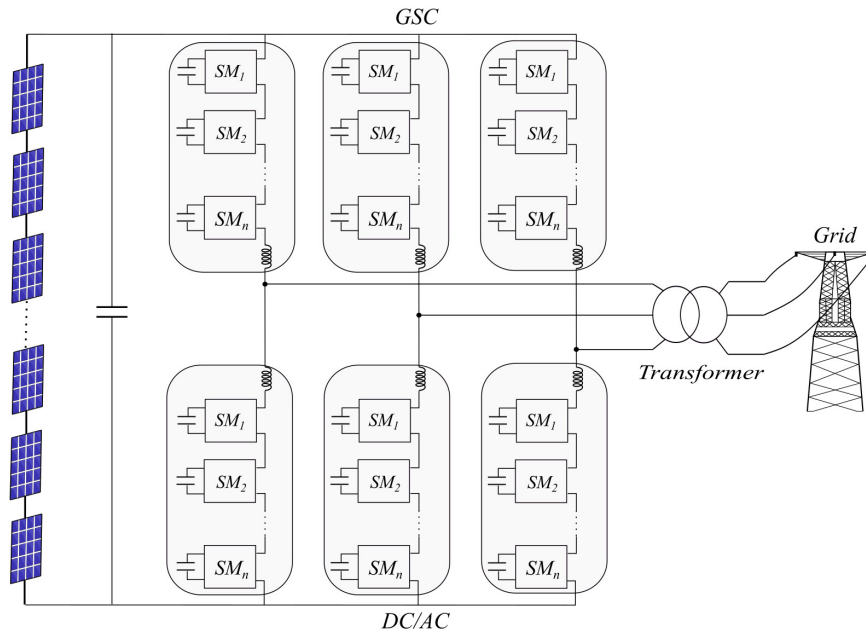 GSC
SM1 SM1 SM1
SM2 SM2 SM2
SMn SMn SMn
Grid
Transformer
SM1 SM1 SM1
SM2 SM2 SM2
SMn SMn SMn
DC/AC